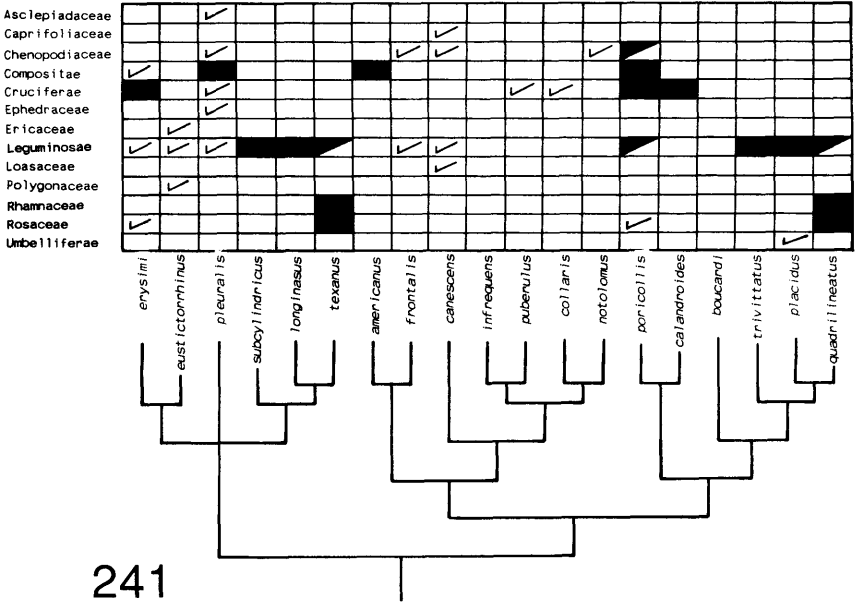 Asclepiadaceae
Caprifoliaceae
Chenopodiaceae
Compositae
Cruciferae
Ephedraceae
Ericaceae
Leguminosae
Loasaceae
Polygonaceae
Rhamnaceae
Rosaceae
Umbelliferae
erysimi
eustictorrhinus
pleuralis
subcylindricus
longinasus
texanus
americanus
frontalis
canescens
infrequens
puberulus
collaris
notolomus
poricollis
calandroides
boucardi
trivittatus
placidus
quadrilineatus
241